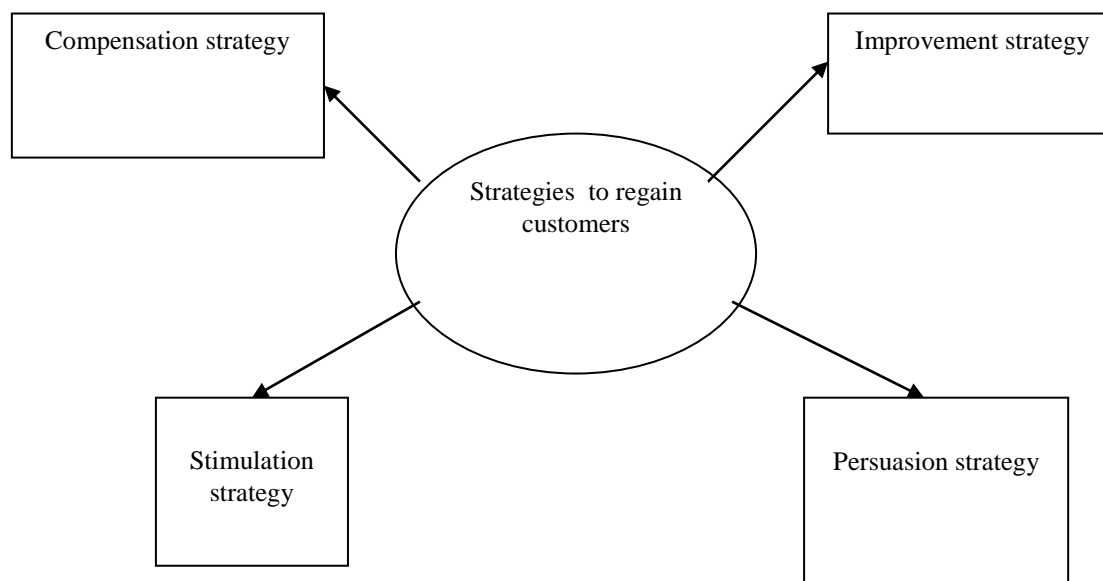 Compensation strategy
Improvement strategy
Strategies  to regain
customers
Stimulation
strategy
Persuasion strategy